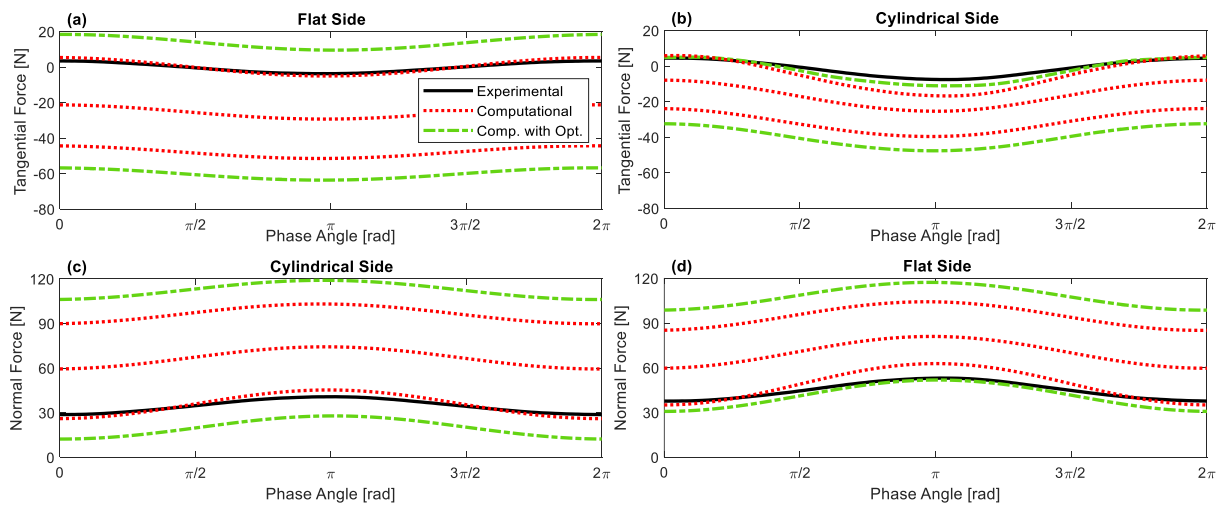 (a) Flat Side
20
0
-20
-40
-60
-80
Tangential Force [N]
Experimental
Computational
Comp. with Opt.
0 π/2 π 3π/2 2π
Phase Angle [rad]
(b) Cylindrical Side
20
0
-20
-40
-60
-80
Tangential Force [N]
0 π/2 π 3π/2 2π
Phase Angle [rad]
(c) Cylindrical Side
120
90
60
30
0
Normal Force [N]
0 π/2 π 3π/2 2π
Phase Angle [rad]
(d) Flat Side
120
90
60
30
0
Normal Force [N]
0 π/2 π 3π/2 2π
Phase Angle [rad]